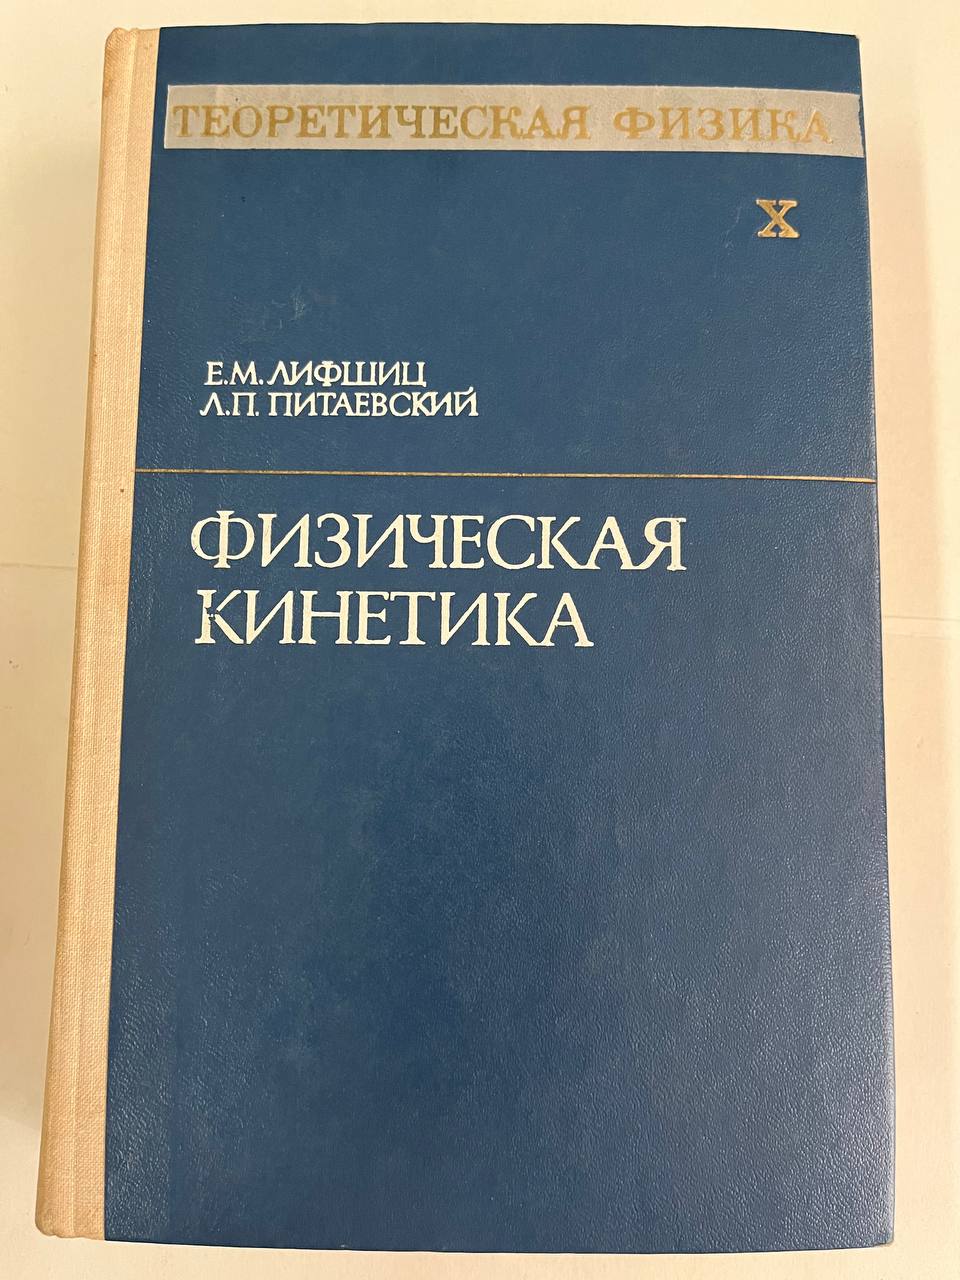 ТЕОРЕТИЧЕСКАЯ ФИЗИКА
X
Е.М. ЛИФШИЦ
Л.П. ПИТАЕВСКИЙ
ФИЗИЧЕСКАЯ
КИНЕТИКА